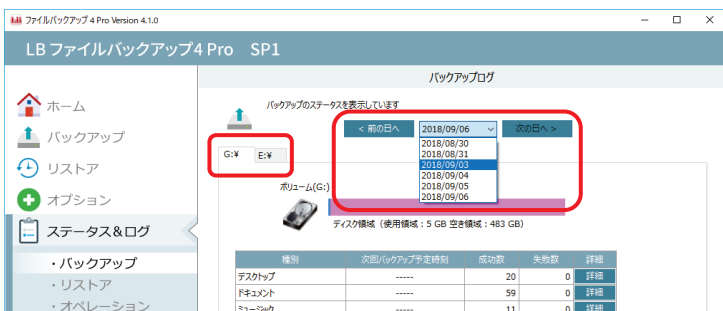 LB ファイルバックアップ 4 Pro Version 4.1.0
LB ファイルバックアップ4 Pro SP1
バックアップログ
ホーム
バックアップ
リストア
オプション
ステータス＆ログ
・バックアップ
・リストア
・オペレーション
バックアップのステータスを表示しています
< 前の日へ 2018/09/06 次の日へ >
2018/08/30
2018/08/31
2018/09/03
2018/09/04
2018/09/05
2018/09/06
G:¥ E:¥
ボリューム(G:)
ディスク領域（使用領域：5 GB 空き領域：483 GB）
種別 次回バックアップ予定時刻 成功数 失敗数 詳細
デスクトップ ----- 20 0 詳細
ドキュメント ----- 59 0 詳細
ミュージック ----- 11 0 詳細